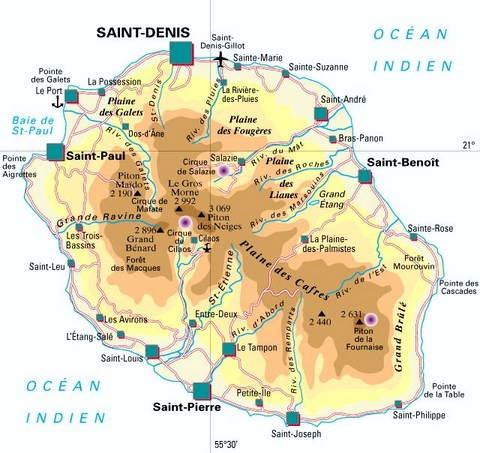 SAINT-DENIS
Saint-
Denis-Gillot
OCÉAN
INDIEN
Sainte-Marie
Sainte-Suzanne
Pointe
des Galets
Le Port
La Possession
St-Denis
Riv. des Pluies
La Rivière-
des-Pluies
Saint-André
Plaine
des Galets
Plaine
des Fougères
Baie de
St-Paul
Dos-d'Âne
Riv. des Galets
Bras-Panon
21°
Pointe
des
Aigrettes
Saint-Paul
Salazie
Riv. du Mât
Cirque
de Salazie
Plaine
des
Lianes
Riv. des Roches
Saint-Benoît
Piton
Maïdo
2 190
Le Gros
Morne
2 992
Cirque de
Mafate
Riv. des Marsouins
Grand
Étang
3 069
Piton
des Neiges
Grande Ravine
2 896
Grand
Bénard
Cirque
de
Cilaos
Cilaos
Les Trois-
Bassins
La Plaine-
des-Palmistes
Sainte-Rose
Forêt
Mourouvin
Saint-Leu
Forêt
des Macques
Plaine des Cafres
Riv. de l'Est
Pointe des
Cascades
St-Étienne
Les Avirons
Entre-Deux
Riv. d'Abord
Riv. des Remparts
2 440
2 631
Piton
de la
Fournaise
Grand Brûlé
L'Étang-Salé
Saint-Louis
Le Tampon
OCÉAN
INDIEN
Saint-Pierre
Petite-Île
Pointe
de la Table
Saint-Philippe
Saint-Joseph
55°30'